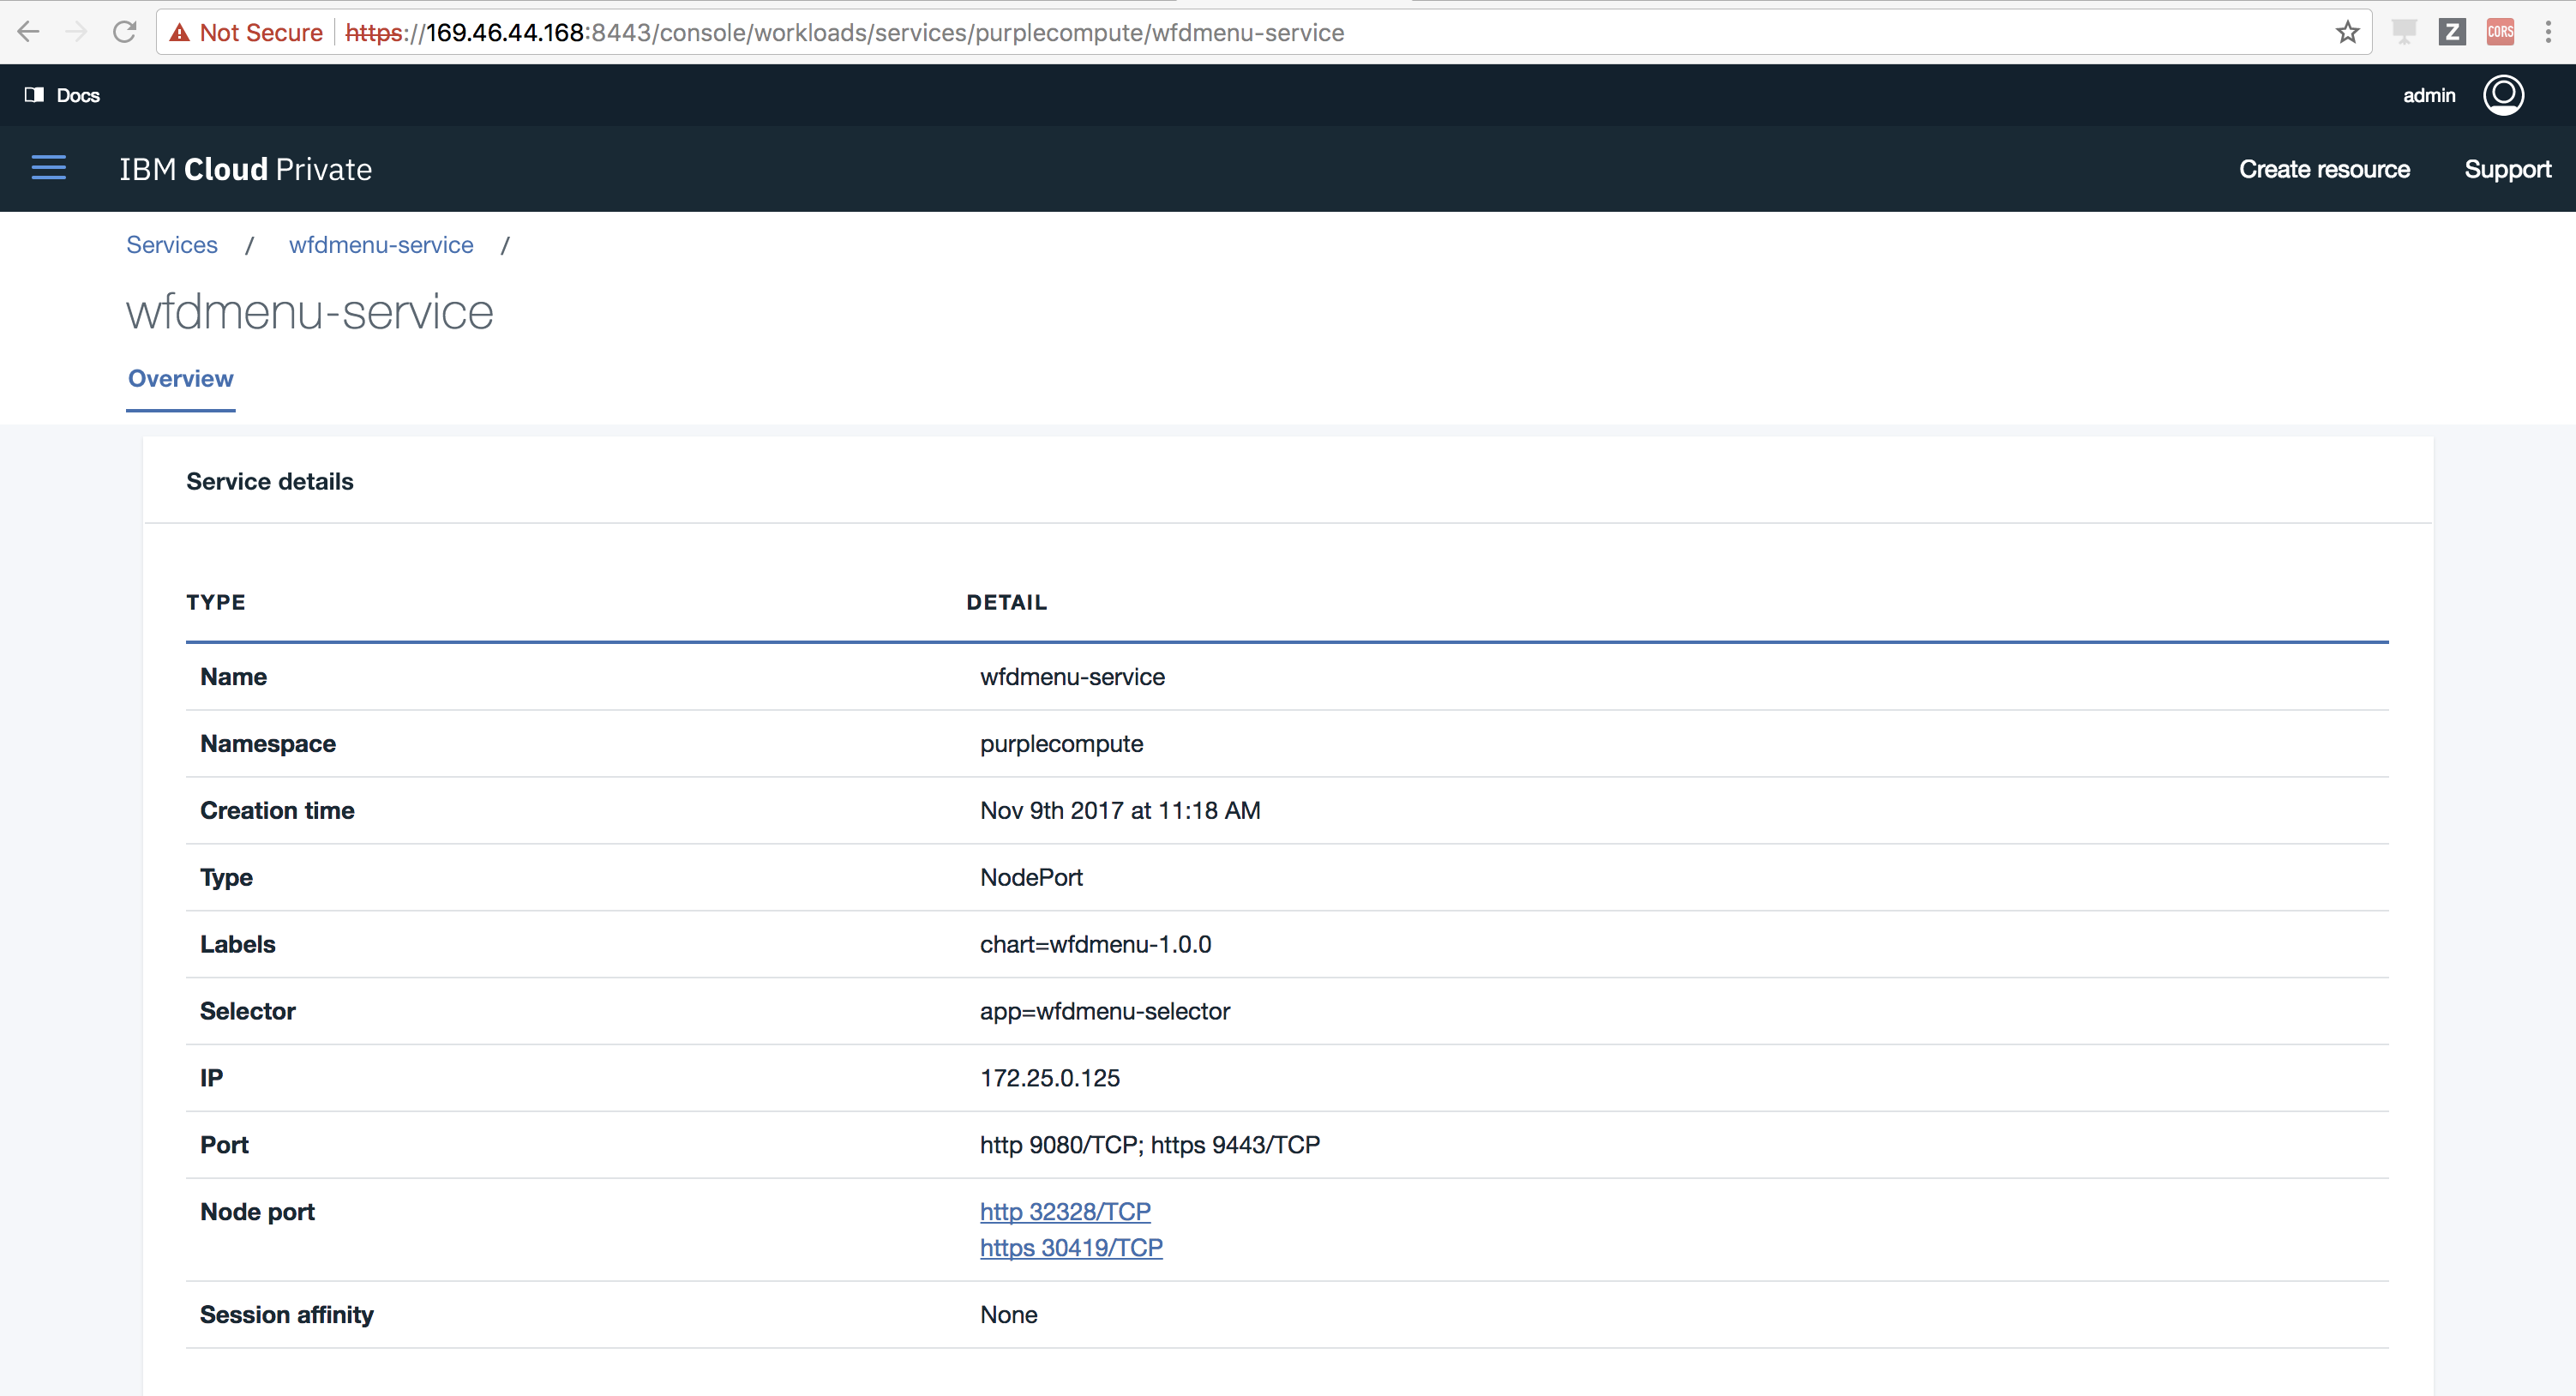 Not Secure https://169.46.44.168:8443/console/workloads/services/purplecompute/wfdmenu-service Z CORS
Docs admin
IBM Cloud Private Create resource Support
Services / wfdmenu-service /
wfdmenu-service
Overview
Service details
TYPE DETAIL
Name wfdmenu-service
Namespace purplecompute
Creation time Nov 9th 2017 at 11:18 AM
Type NodePort
Labels chart=wfdmenu-1.0.0
Selector app=wfdmenu-selector
IP 172.25.0.125
Port http 9080/TCP; https 9443/TCP
Node port http 32328/TCP
https 30419/TCP
Session affinity None